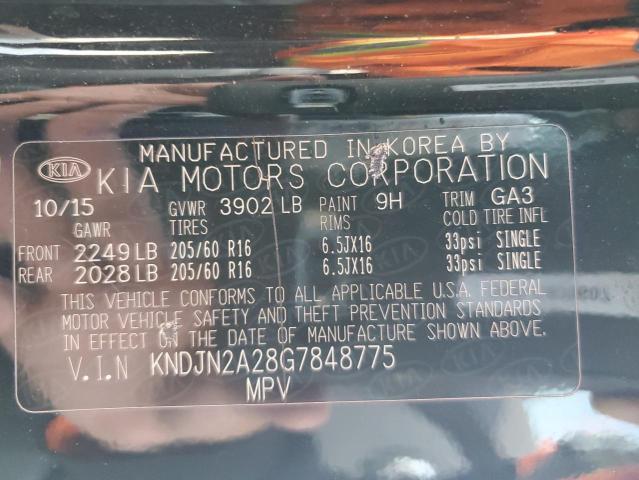 MANUFACTURED IN KOREA BY
KIA KIA MOTORS CORPORATION
10/15 GVWR 3902 LB PAINT 9H TRIM GA3
GAWR TIRES RIMS COLD TIRE INFL
FRONT 2249 LB 205/60 R16 6.5JX16 33psi SINGLE
REAR 2028 LB 205/60 R16 6.5JX16 33psi SINGLE
THIS VEHICLE CONFORMS TO ALL APPLICABLE U.S.A. FEDERAL
MOTOR VEHICLE SAFETY AND THEFT PREVENTION STANDARDS
IN EFFECT ON THE DATE OF MANUFACTURE SHOWN ABOVE.
V.I.N KNDJN2A28G7848775
MPV